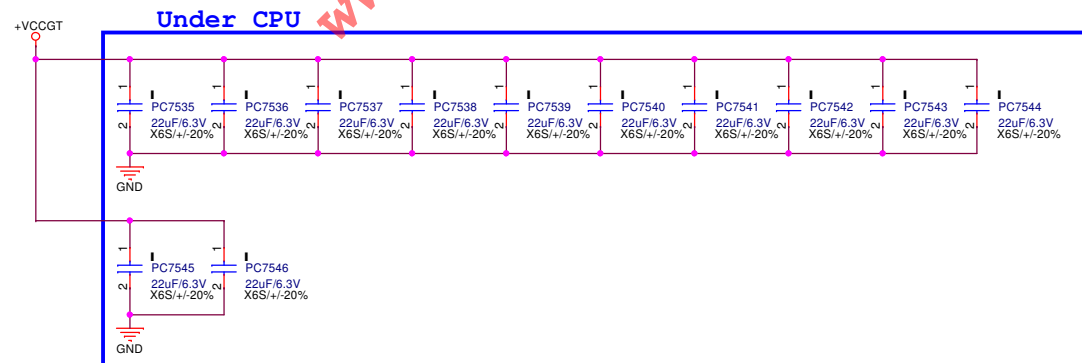 Under CPU
w
+VCCGT
1 1 1 1 1 1 1 1 1 1
I I I I I I I I I I
PC7535 PC7536 PC7537 PC7538 PC7539 PC7540 PC7541 PC7542 PC7543 PC7544
2 2 2 2 2 2 2 2 2 2
22uF/6.3V 22uF/6.3V 22uF/6.3V 22uF/6.3V 22uF/6.3V 22uF/6.3V 22uF/6.3V 22uF/6.3V 22uF/6.3V 22uF/6.3V
X6S/+/-20% X6S/+/-20% X6S/+/-20% X6S/+/-20% X6S/+/-20% X6S/+/-20% X6S/+/-20% X6S/+/-20% X6S/+/-20% X6S/+/-20%
GND
1 1
I I
PC7545 PC7546
2 2
22uF/6.3V 22uF/6.3V
X6S/+/-20% X6S/+/-20%
GND